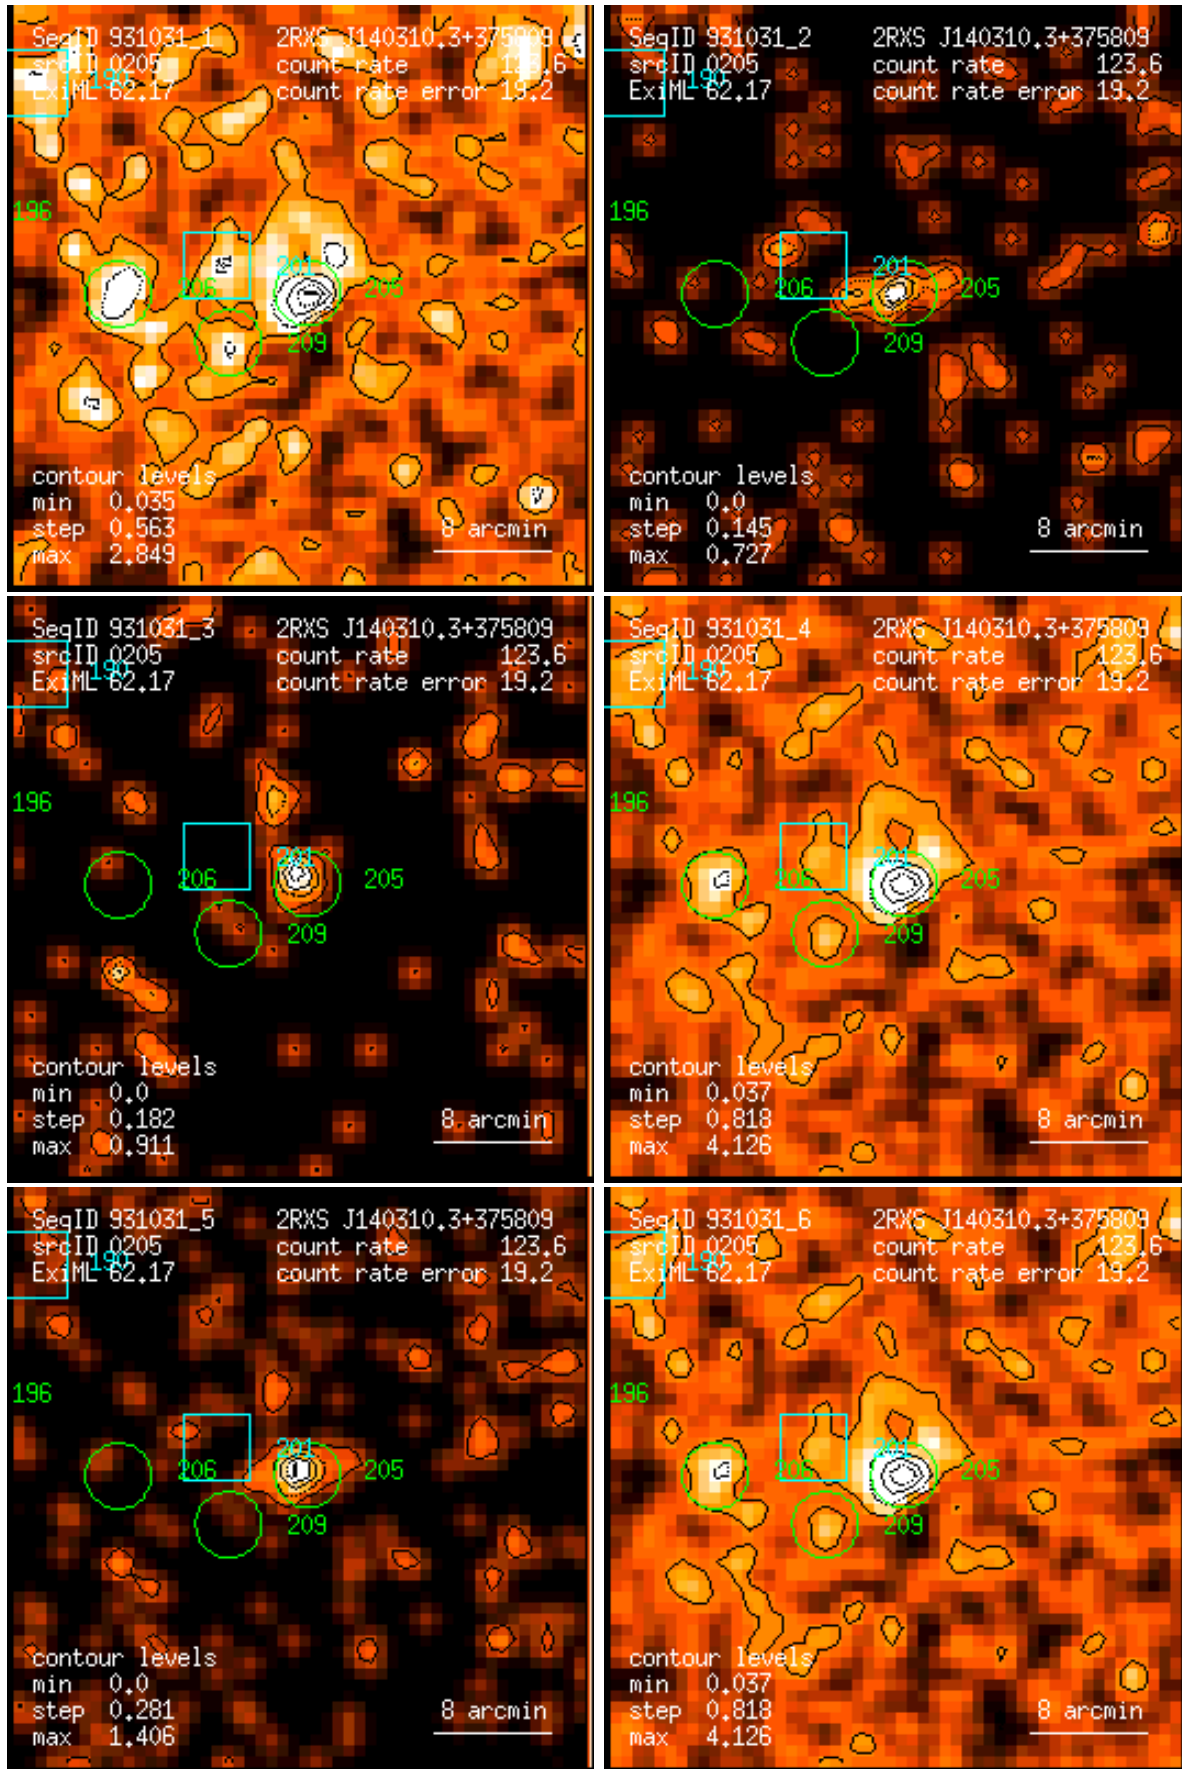 SeqID 931031_1 2RXS J140310.3+375809
srcID 0205 count rate 123.6
ExiML 62.17 count rate error 19.2
190
196
201
206 205
209
contour levels
min 0.035
step 0.563 8 arcmin
max 2.849
SeqID 931031_2 2RXS J140310.3+375809
srcID 0205 count rate 123.6
ExiML 62.17 count rate error 19.2
190
196
201
206 205
209
contour levels
min 0.0
step 0.145 8 arcmin
max 0.727
SeqID 931031_3 2RXS J140310.3+375809
srcID 0205 count rate 123.6
ExiML 62.17 count rate error 19.2
190
196
201
206 205
209
contour levels
min 0.0
step 0.182 8 arcmin
max 0.911
SeqID 931031_4 2RXS J140310.3+375809
srcID 0205 count rate 123.6
ExiML 62.17 count rate error 19.2
190
196
201
206 205
209
contour levels
min 0.037
step 0.818 8 arcmin
max 4.126
SeqID 931031_5 2RXS J140310.3+375809
srcID 0205 count rate 123.6
ExiML 62.17 count rate error 19.2
190
196
201
206 205
209
contour levels
min 0.0
step 0.281 8 arcmin
max 1.406
SeqID 931031_6 2RXS J140310.3+375809
srcID 0205 count rate 123.6
ExiML 62.17 count rate error 19.2
190
196
201
206 205
209
contour levels
min 0.037
step 0.818 8 arcmin
max 4.126